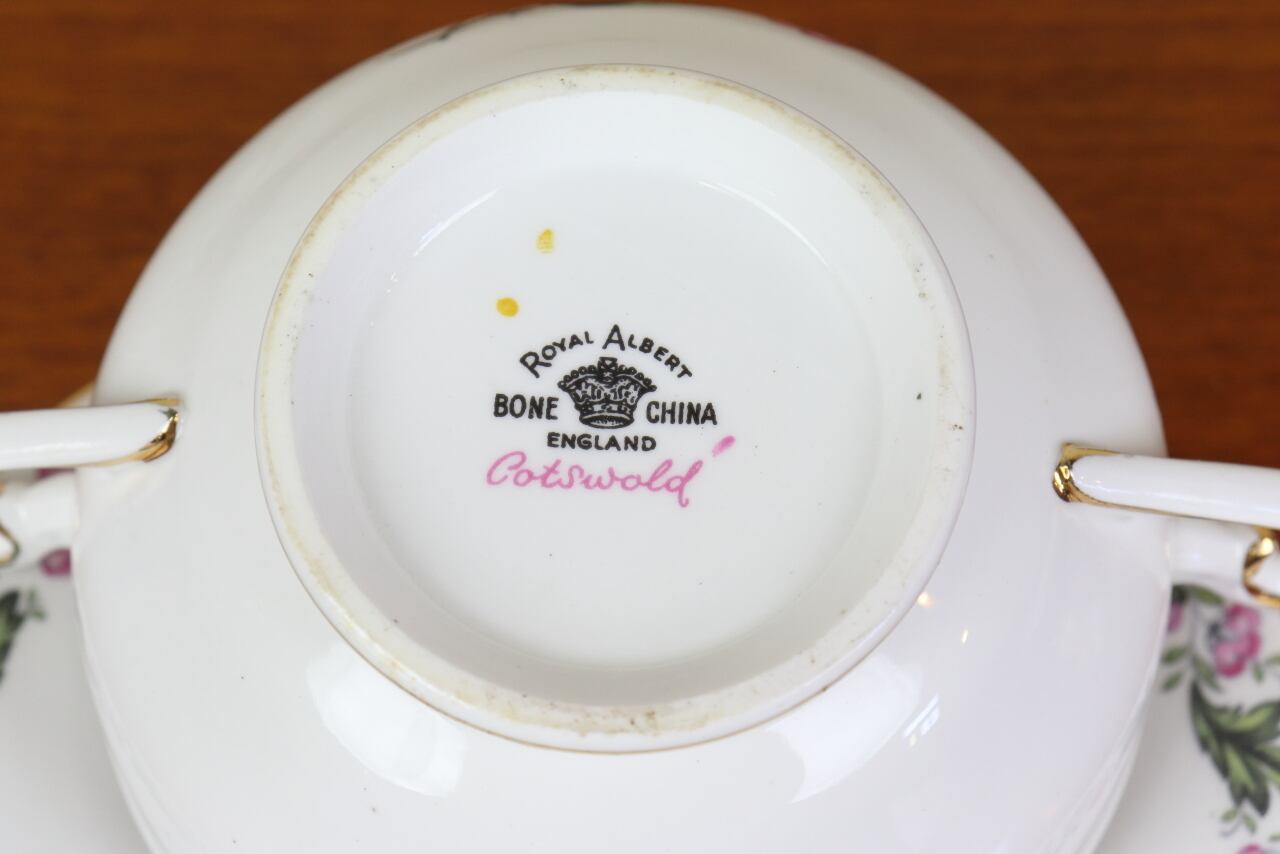 ROYAL ALBERT
BONE CHINA
ENGLAND
Cotswold